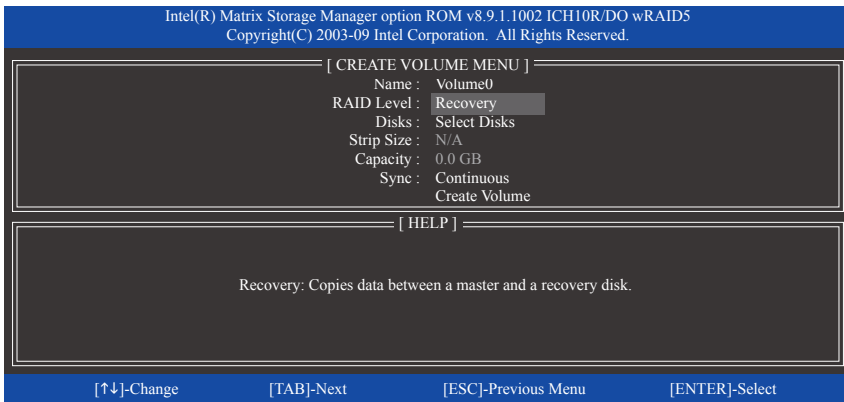 Intel(R) Matrix Storage Manager option ROM v8.9.1.1002 ICH10R/DO wRAID5
Copyright(C) 2003-09 Intel Corporation. All Rights Reserved.
[ CREATE VOLUME MENU ]
Name : Volume0
RAID Level : Recovery
Disks : Select Disks
Strip Size : N/A
Capacity : 0.0 GB
Sync : Continuous
Create Volume
[ HELP ]
Recovery: Copies data between a master and a recovery disk.
[↑↓]-Change [TAB]-Next [ESC]-Previous Menu [ENTER]-Select